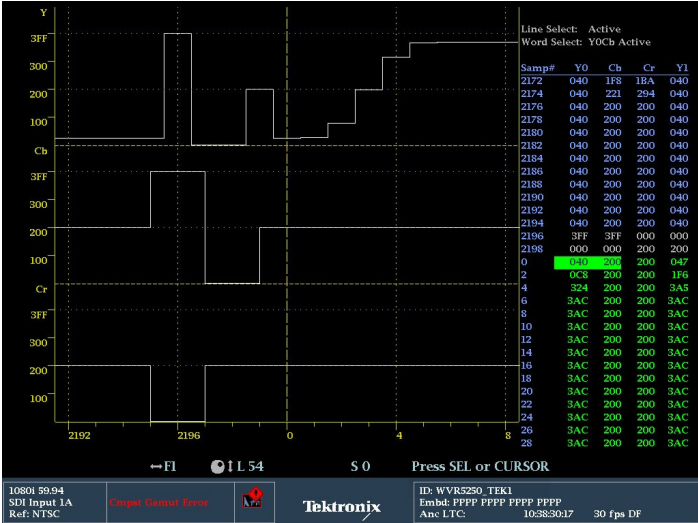 Y
3FF
300
200
100
Cb
3FF
300
200
100
Cr
3FF
300
200
100
2192
2196
0
4
8
Line Select: Active
Word Select: Y0Cb Active
Samp# Y0 Cb Cr Y1
2172 040 1F8 1BA 040
2174 040 221 294 040
2176 040 200 200 040
2178 040 200 200 040
2180 040 200 200 040
2182 040 200 200 040
2184 040 200 200 040
2186 040 200 200 040
2188 040 200 200 040
2190 040 200 200 040
2192 040 200 200 040
2194 040 200 200 040
2196 3FF 3FF 000 000
2198 000 000 200 200
0 040 200 200 047
2 0C8 200 200 1F6
4 324 200 200 3A5
6 3AC 200 200 3AC
8 3AC 200 200 3AC
10 3AC 200 200 3AC
12 3AC 200 200 3AC
14 3AC 200 200 3AC
16 3AC 200 200 3AC
18 3AC 200 200 3AC
20 3AC 200 200 3AC
22 3AC 200 200 3AC
24 3AC 200 200 3AC
26 3AC 200 200 3AC
28 3AC 200 200 3AC
↔F1 ↕L 54 S 0 Press SEL or CURSOR
1080i 59.94
SDI Input 1A
Ref: NTSC
Cmpst Gamut Error
Tektronix
ID: WVR5250_TEK1
Embd: PPPP PPPP PPPP PPPP
Anc LTC: 10:38:30:17 30 fps DF